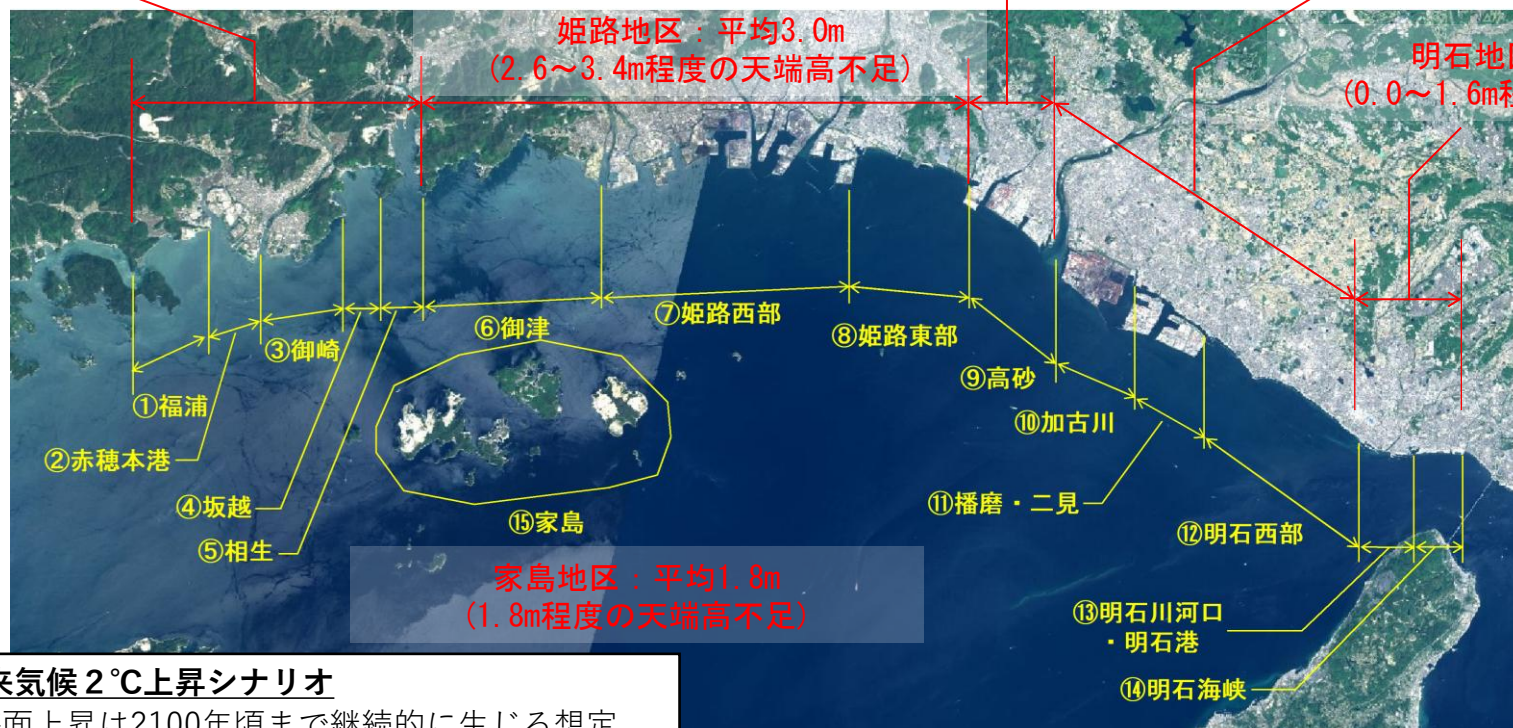 姫路地区：平均3.0m
(2.6～3.4m程度の天端高不足)
明石地
(0.0～1.6m程
①福浦
②赤穂本港
③御崎
④坂越
⑤相生
⑥御津
⑦姫路西部
⑧姫路東部
⑨高砂
⑩加古川
⑪播磨・二見
⑫明石西部
⑬明石川河口
・明石港
⑭明石海峡
⑮家島
家島地区：平均1.8m
(1.8m程度の天端高不足)
来気候２℃上昇シナリオ
面上昇は2100年頃まで継続的に生じる想定